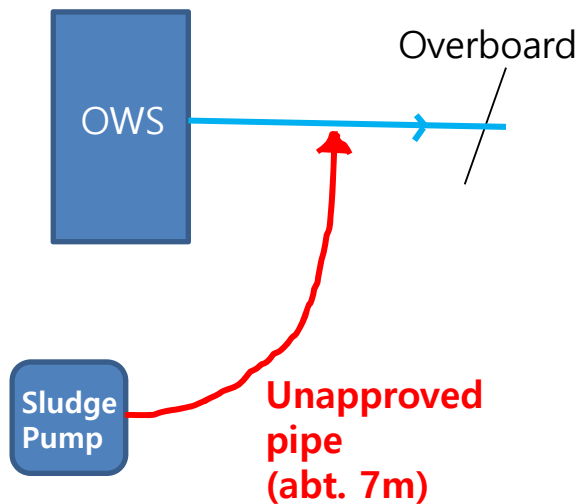 Overboard
OWS
Sludge
Pump
Unapproved
pipe
(abt. 7m)